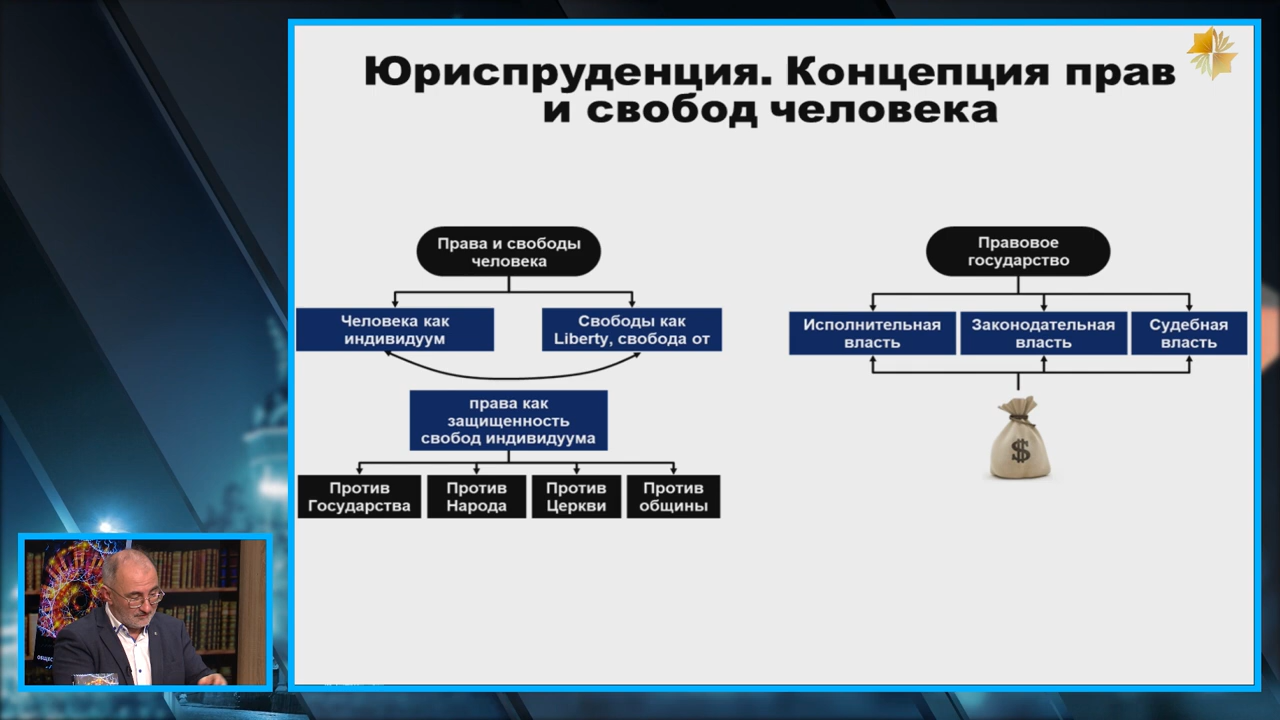 Юриспруденция. Концепция прав
и свобод человека
Права и свободы
человека
Человека как
индивидуум
Свободы как
Liberty, свобода от
права как
защищенность
свобод индивидуума
Против
Государства
Против
Народа
Против
Церкви
Против
общины
Правовое
государство
Исполнительная
власть
Законодательная
власть
Судебная
власть
$